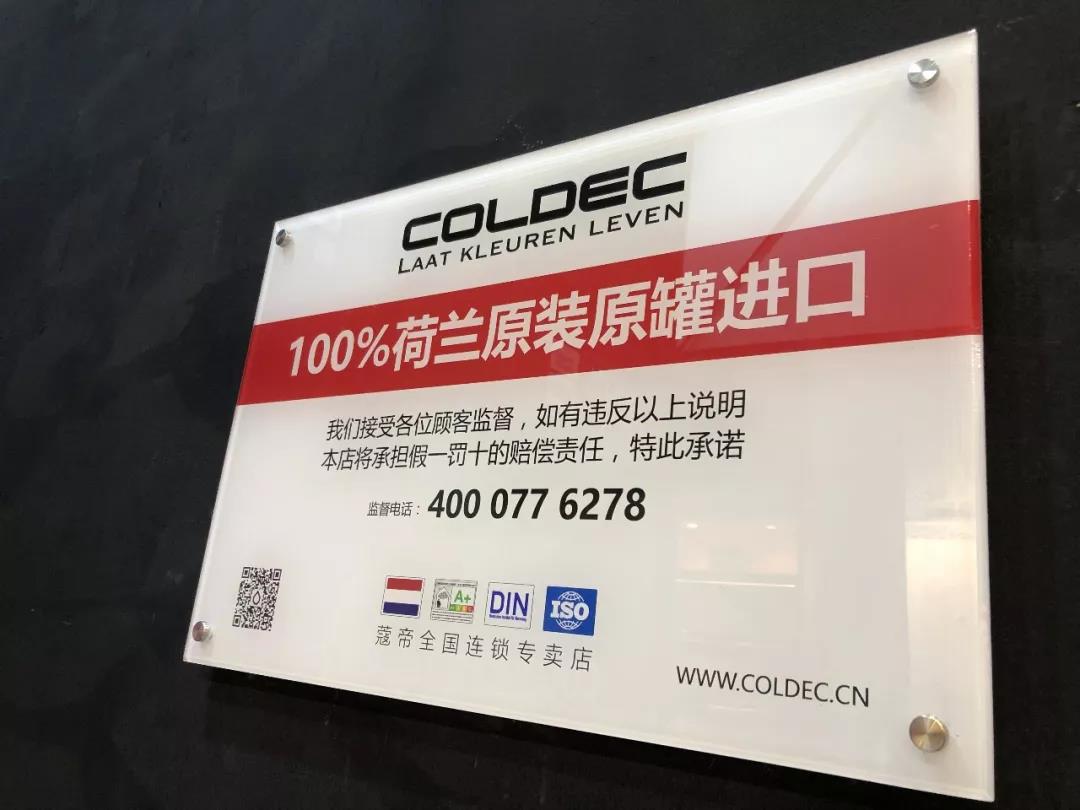 COLDEC
LAAT KLEUREN LEVEN
100%荷兰原装原罐进口
我们接受各位顾客监督，如有违反以上说明
本店将承担假一罚十的赔偿责任，特此承诺
监督电话：400 077 6278
A+
DIN
ISO
蔻帝全国连锁专卖店
WWW.COLDEC.CN